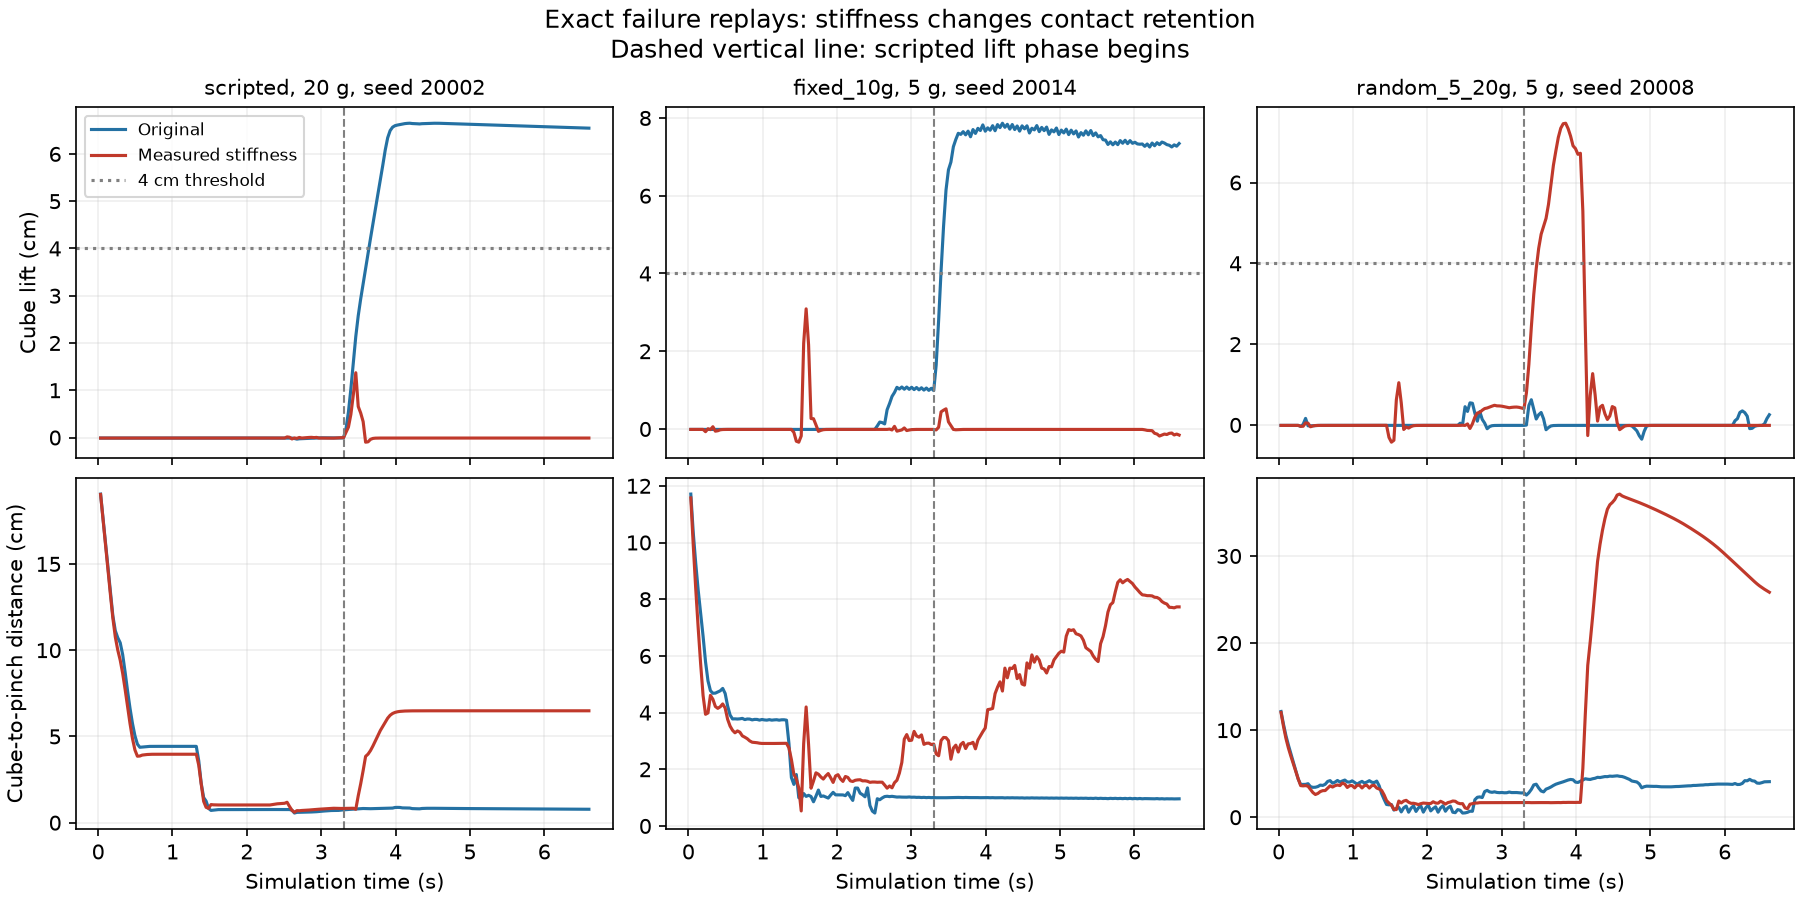 Exact failure replays: stiffness changes contact retention
Dashed vertical line: scripted lift phase begins
scripted, 20 g, seed 20002
fixed_10g, 5 g, seed 20014
random_5_20g, 5 g, seed 20008
Original
Measured stiffness
4 cm threshold
Cube lift (cm)
6
5
4
3
2
1
0
8
6
4
2
0
6
4
2
0
Cube-to-pinch distance (cm)
15
10
5
0
12
10
8
6
4
2
0
30
20
10
0
0 1 2 3 4 5 6
0 1 2 3 4 5 6
0 1 2 3 4 5 6
Simulation time (s)
Simulation time (s)
Simulation time (s)